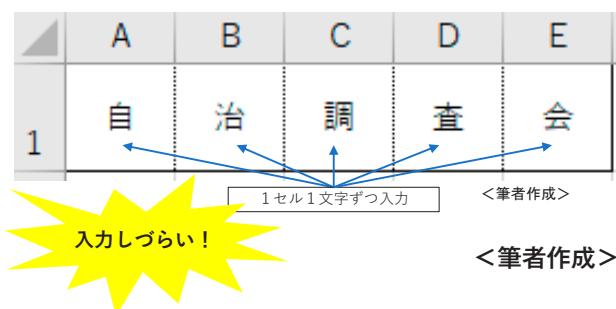 A B C D E
1 自 治 調 査 会
1セル1文字ずつ入力
<筆者作成>
入力しづらい！
＜筆者作成＞